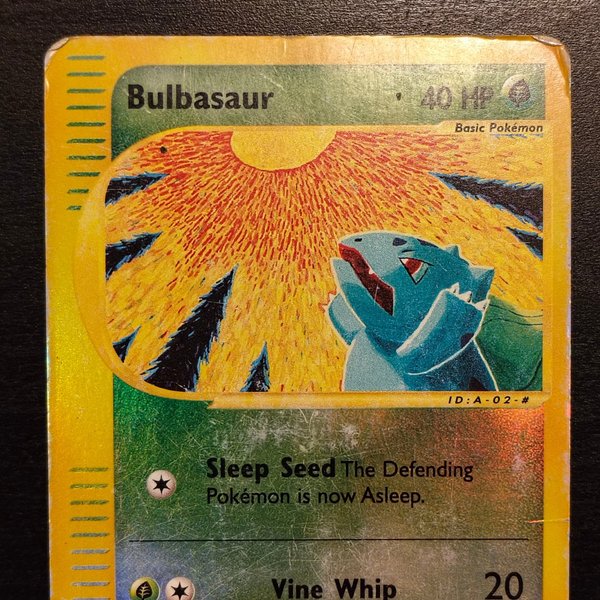 Bulbasaur 40 HP
Basic Pokémon
ID:A-02-#
Sleep Seed The Defending
Pokémon is now Asleep.
Vine Whip 20